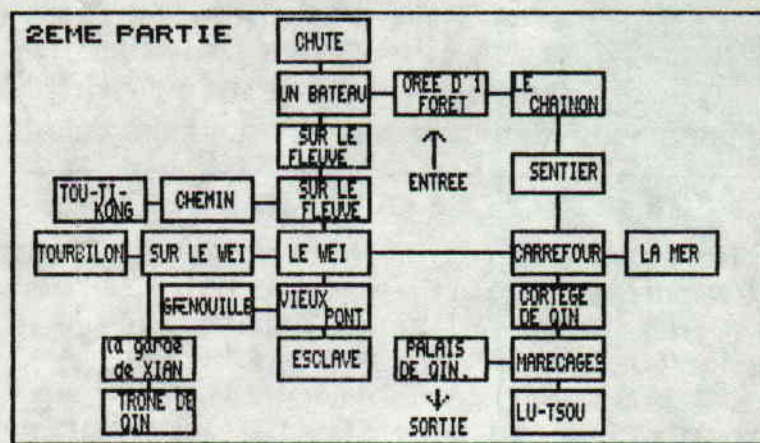 2EME PARTIE
CHUTE
UN BATEAU
OREE D'1
FORET
LE
CHAINON
SUR LE
FLEUVE
ENTREE
SENTIER
TOU-TI-
KONG
CHEMIN
SUR LE
FLEUVE
TOURBILON
SUR LE WEI
LE WEI
CARREFOUR
LA MER
GRENOUILLE
VIEUX
PONT
CORTEGE
DE QIN
la garde
de XIAN
ESCLAVE
PALAIS
DE QIN.
MARECAGES
TRONE DE
QIN
SORTIE
LU-TSOU